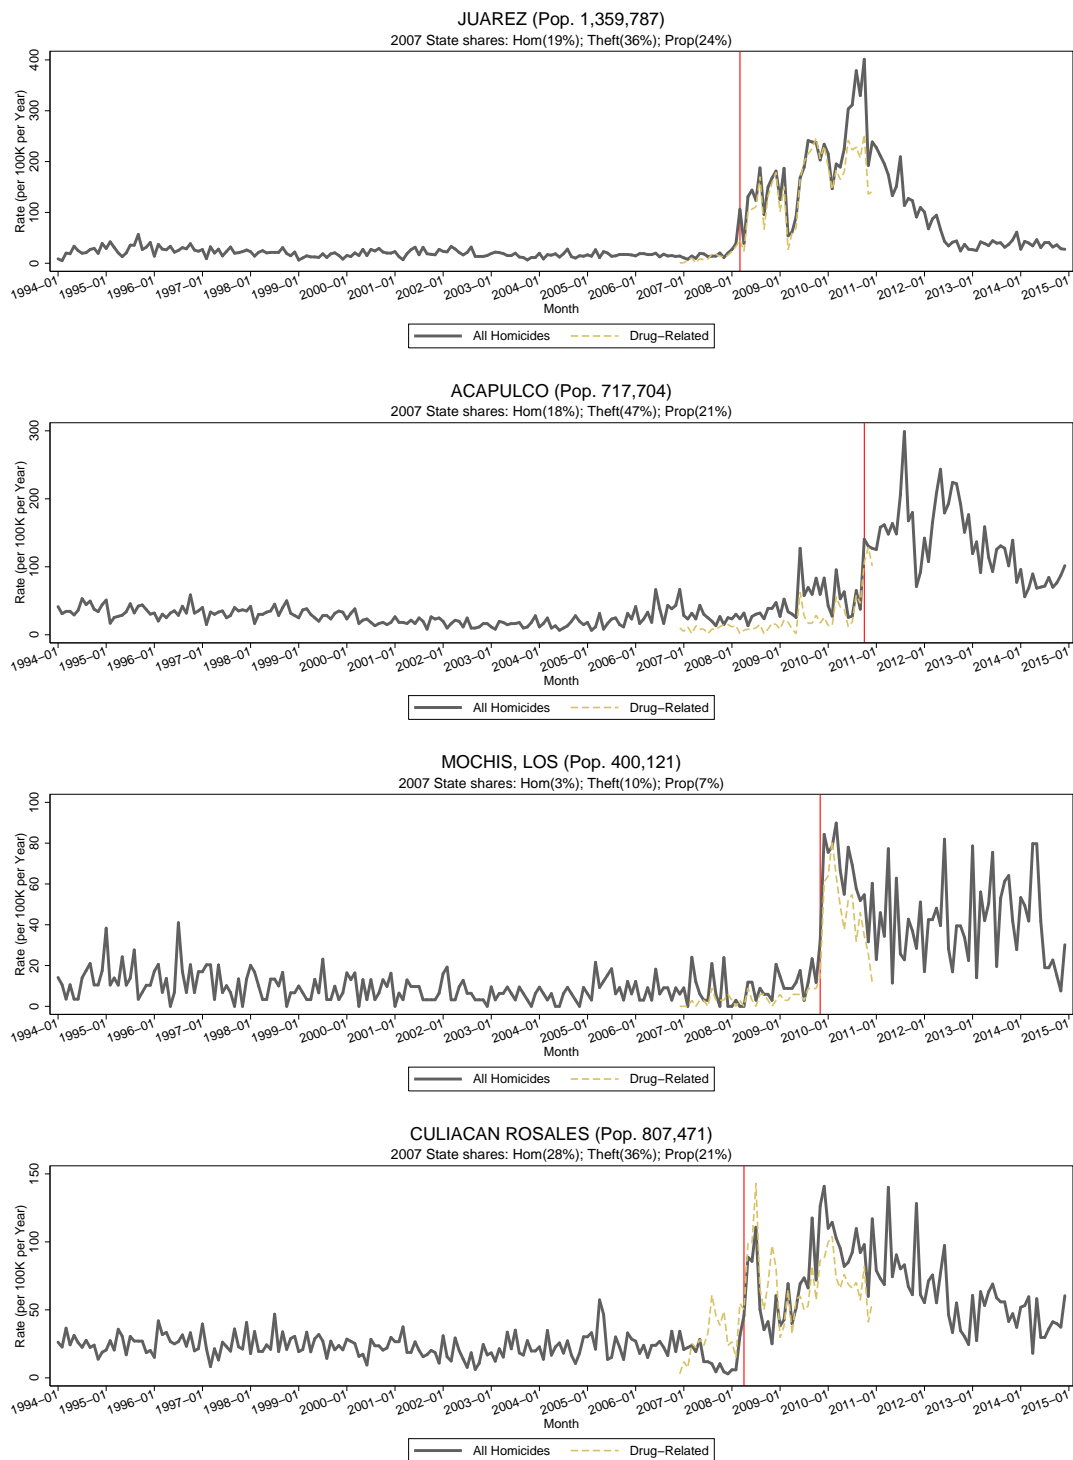 JUAREZ (Pop. 1,359,787)
2007 State shares: Hom(19%); Theft(36%); Prop(24%)
Rate (per 100K per Year)
400
300
200
100
0
1994−01 1995−01 1996−01 1997−01 1998−01 1999−01 2000−01 2001−01 2002−01 2003−01 2004−01 2005−01 2006−01 2007−01 2008−01 2009−01 2010−01 2011−01 2012−01 2013−01 2014−01 2015−01
Month
All Homicides Drug−Related
ACAPULCO (Pop. 717,704)
2007 State shares: Hom(18%); Theft(47%); Prop(21%)
Rate (per 100K per Year)
300
200
100
0
1994−01 1995−01 1996−01 1997−01 1998−01 1999−01 2000−01 2001−01 2002−01 2003−01 2004−01 2005−01 2006−01 2007−01 2008−01 2009−01 2010−01 2011−01 2012−01 2013−01 2014−01 2015−01
Month
All Homicides Drug−Related
MOCHIS, LOS (Pop. 400,121)
2007 State shares: Hom(3%); Theft(10%); Prop(7%)
Rate (per 100K per Year)
100
80
60
40
20
0
1994−01 1995−01 1996−01 1997−01 1998−01 1999−01 2000−01 2001−01 2002−01 2003−01 2004−01 2005−01 2006−01 2007−01 2008−01 2009−01 2010−01 2011−01 2012−01 2013−01 2014−01 2015−01
Month
All Homicides Drug−Related
CULIACAN ROSALES (Pop. 807,471)
2007 State shares: Hom(28%); Theft(36%); Prop(21%)
Rate (per 100K per Year)
150
100
50
0
1994−01 1995−01 1996−01 1997−01 1998−01 1999−01 2000−01 2001−01 2002−01 2003−01 2004−01 2005−01 2006−01 2007−01 2008−01 2009−01 2010−01 2011−01 2012−01 2013−01 2014−01 2015−01
Month
All Homicides Drug−Related